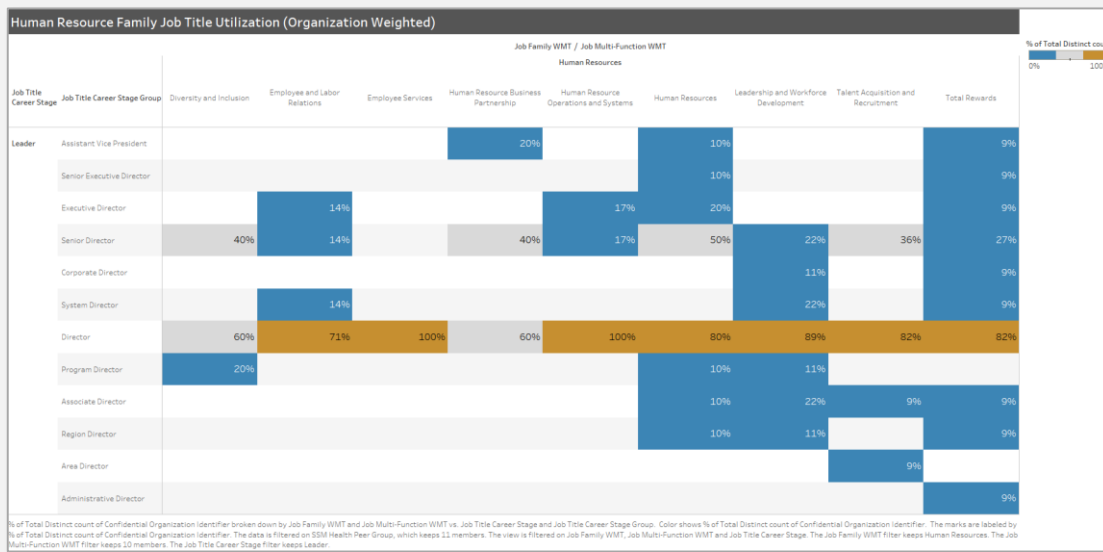 Human Resource Family Job Title Utilization (Organization Weighted)
Job Family WMT / Job Multi-Function WMT
% of Total Distinct cou
0%
100
Human Resources
Job Title Career Stage
Job Title Career Stage Group
Diversity and Inclusion
Employee and Labor Relations
Employee Services
Human Resource Business Partnership
Human Resource Operations and Systems
Human Resources
Leadership and Workforce Development
Talent Acquisition and Recruitment
Total Rewards
Leader
Assistant Vice President 20% 10% 9%
Senior Executive Director 10% 9%
Executive Director 14% 17% 20% 9%
Senior Director 40% 14% 40% 17% 50% 22% 36% 27%
Corporate Director 11% 9%
System Director 14% 22% 9%
Director 60% 71% 100% 60% 100% 80% 89% 82% 82%
Program Director 20% 10% 11%
Associate Director 10% 22% 9% 9%
Region Director 10% 11% 9%
Area Director 9%
Administrative Director 9%
% of Total Distinct count of Confidential Organization Identifier broken down by Job Family WMT and Job Multi-Function WMT vs. Job Title Career Stage and Job Title Career Stage Group. Color shows % of Total Distinct count of Confidential Organization Identifier. The marks are labeled by
% of Total Distinct count of Confidential Organization Identifier. The data is filtered on SSM Health Peer Group, which keeps 11 members. The view is filtered on Job Family WMT, Job Multi-Function WMT and Job Title Career Stage. The Job Family WMT filter keeps Human Resources. The Job
Multi-Function WMT filter keeps 10 members. The Job Title Career Stage filter keeps Leader.